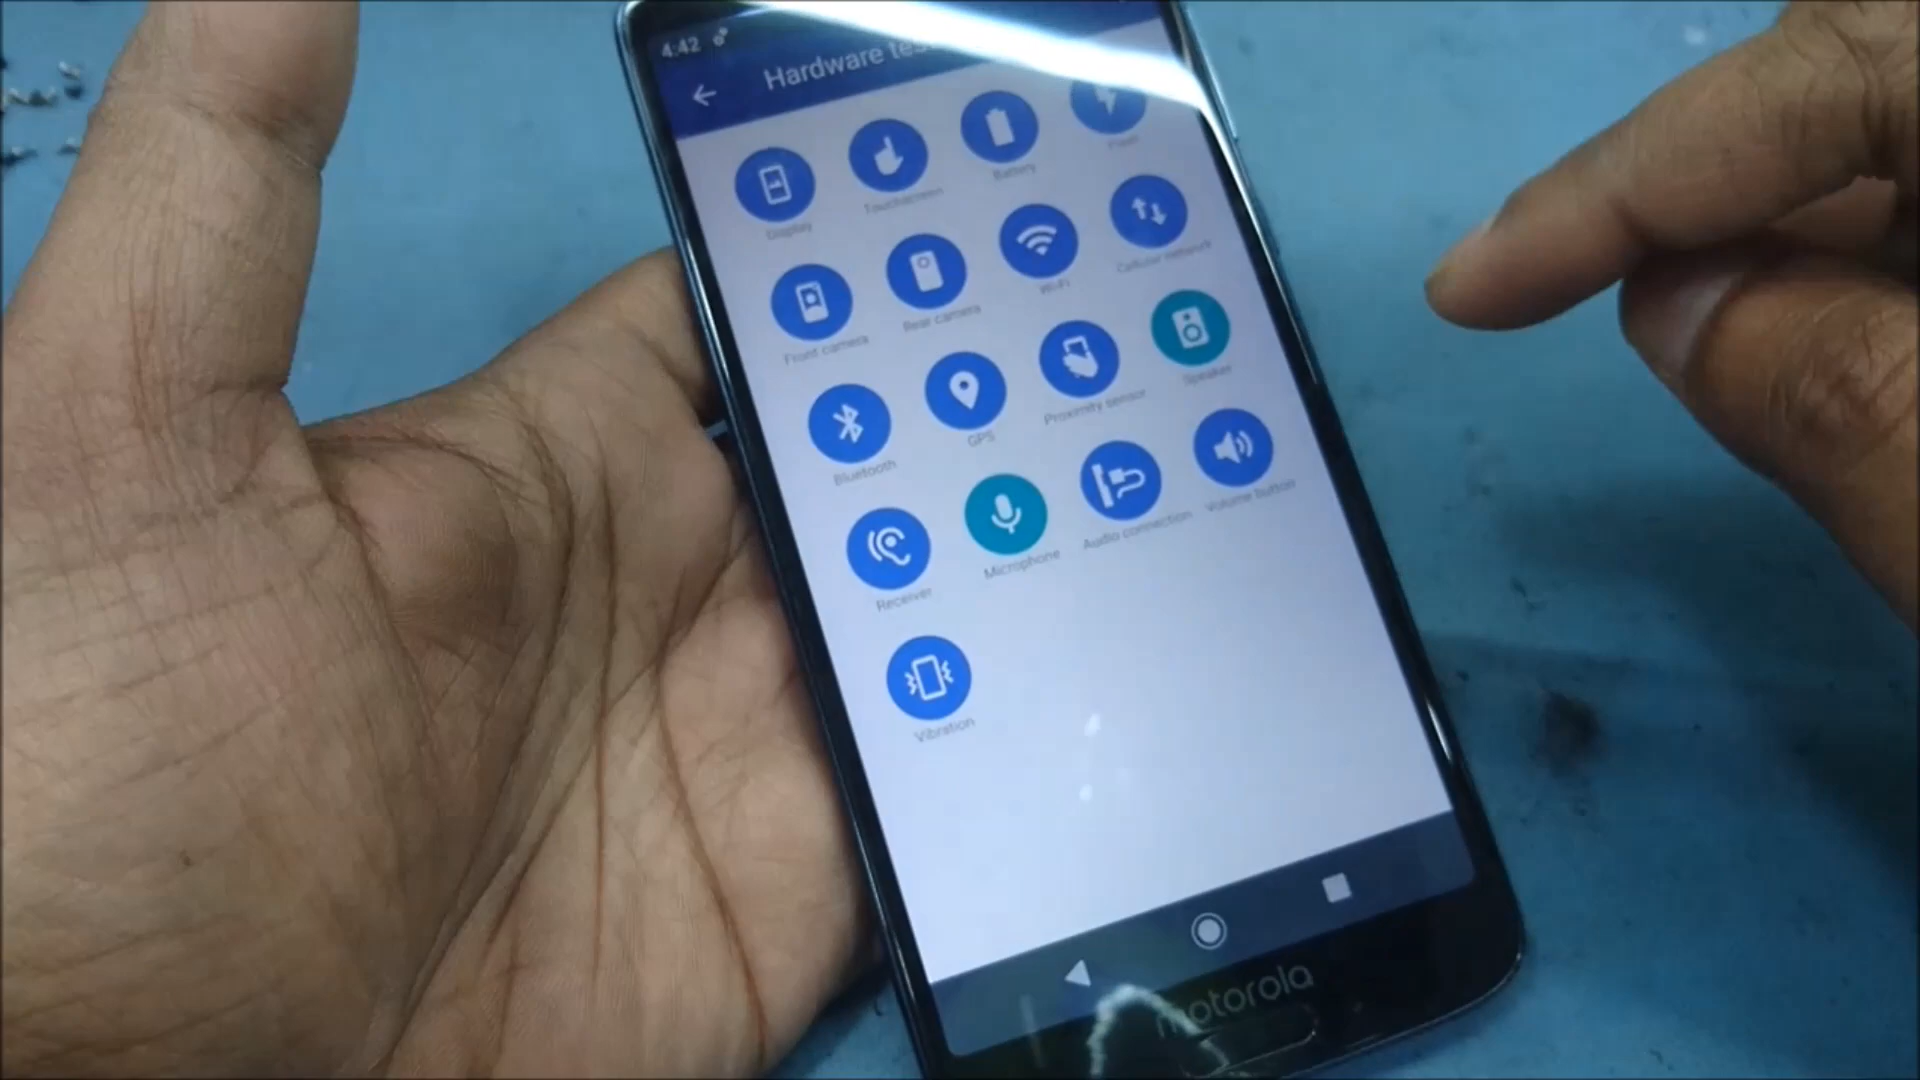 4:42
Hardware tes
Display
Touchscreen
Battery
Front camera
Rear camera
Wi-Fi
Cellular network
Bluetooth
GPS
Proximity sensor
Speaker
Receiver
Microphone
Audio connection
Volume button
Vibration
motorola